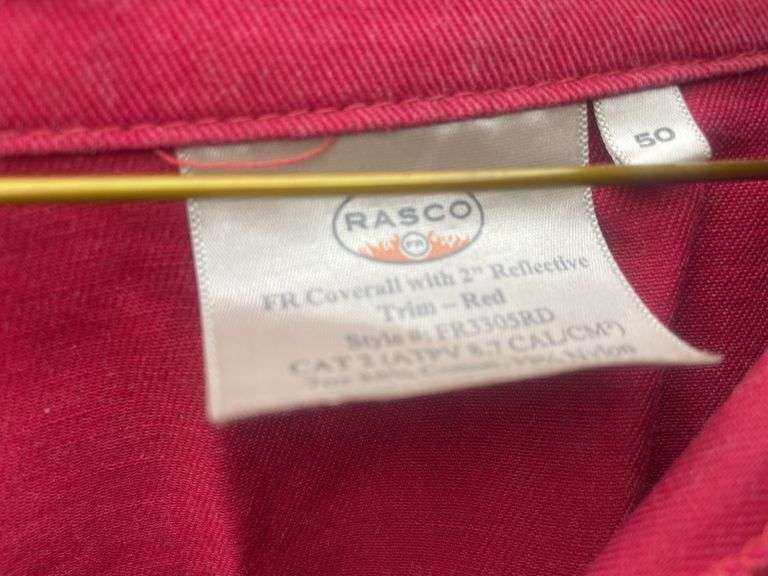 50
RASCO
FR
FR Coverall with 2" Reflective
Trim – Red
Style #: FR3305RD
CAT 2 (ATPV 8.7 CAL/CM²)
Nylon